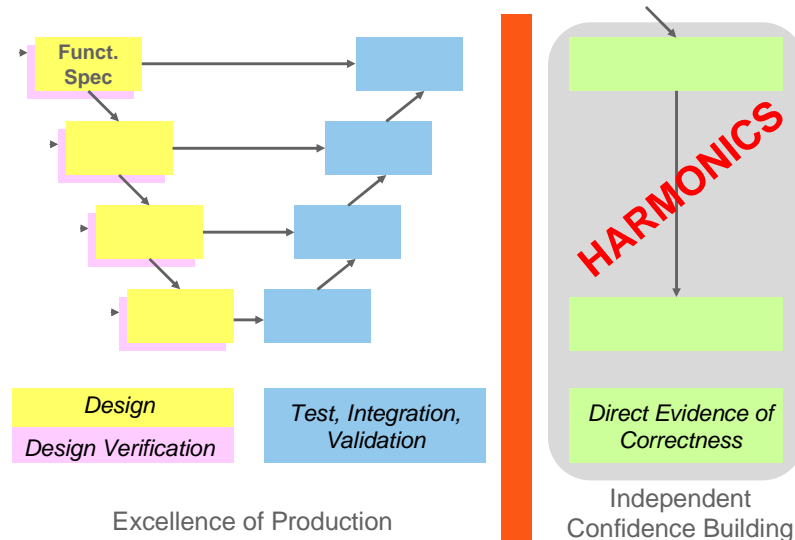 Funct.
Spec
HARMONICS
Design
Design Verification
Test, Integration,
Validation
Direct Evidence of
Correctness
Excellence of Production
Independent
Confidence Building